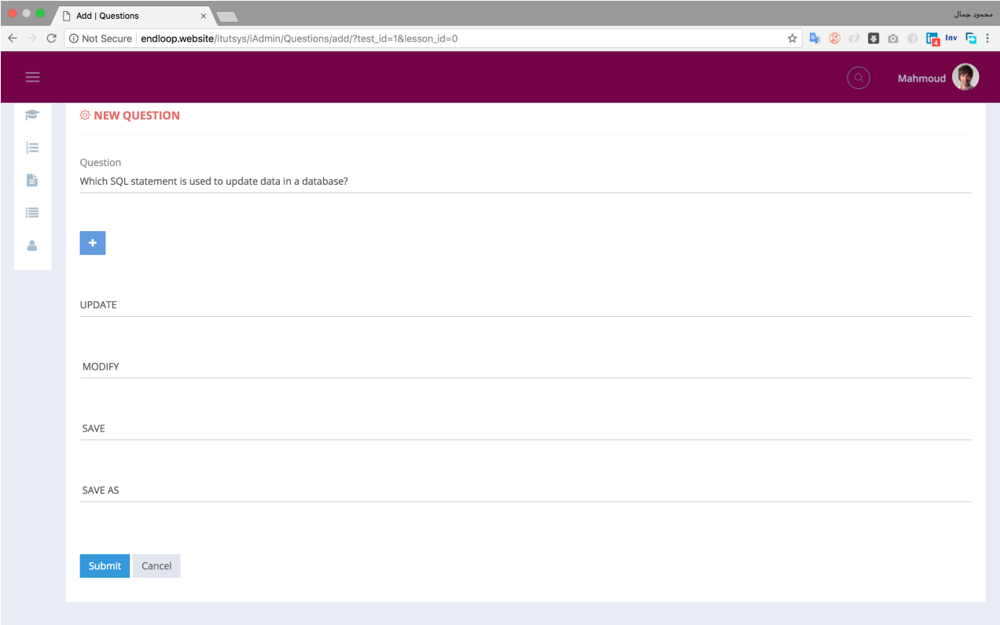 Add | Questions
محمود جمال
Not Secure endloop.website/itutsys/iAdmin/Questions/add/?test_id=1&lesson_id=0
4
Inv
Mahmoud
NEW QUESTION
Question
Which SQL statement is used to update data in a database?
UPDATE
MODIFY
SAVE
SAVE AS
Submit Cancel